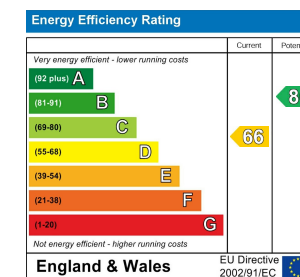 Energy Efficiency Rating
Current
Very energy efficient - lower running costs
(92 plus) A
(81-91) B
(69-80) C
(55-68) D
66
(39-54) E
(21-38) F
(1-20) G
Not energy efficient - higher running costs
England & Wales
EU Directive
2002/91/EC